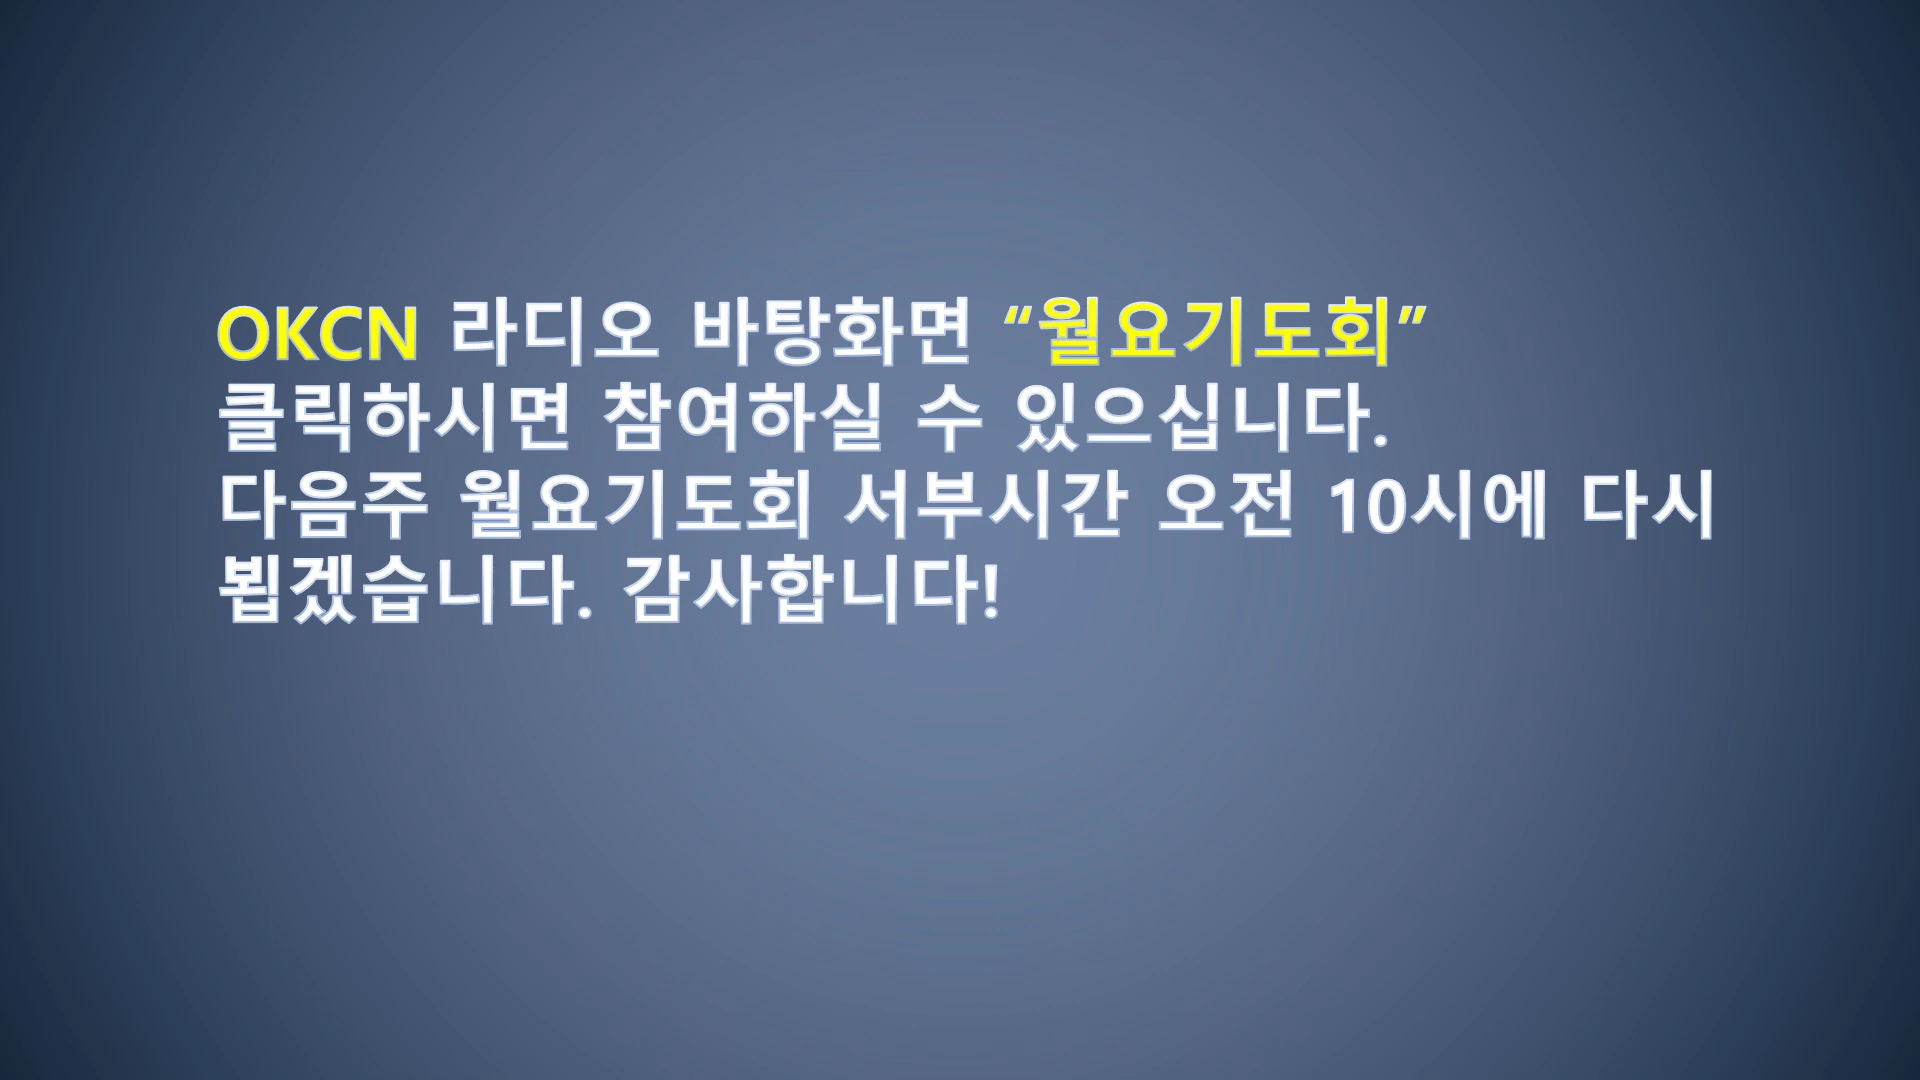 OKCN 라디오 바탕화면 “월요기도회”
클릭하시면 참여하실 수 있으십니다.
다음주 월요기도회 서부시간 오전 10시에 다시
뵙겠습니다. 감사합니다!